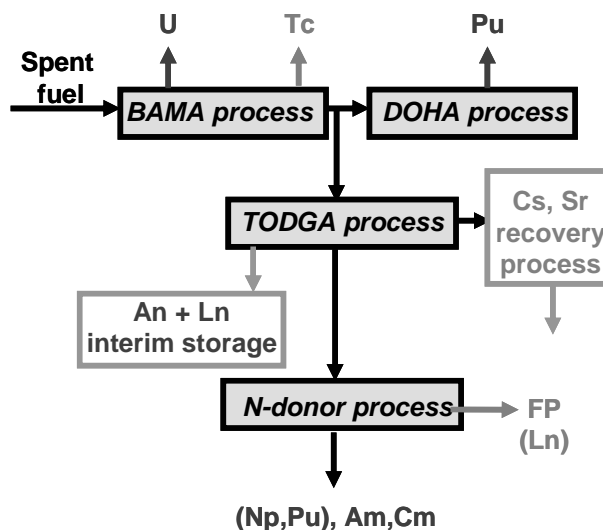 U
Tc
Pu
Spent
fuel
BAMA process
DOHA process
TODGA process
Cs, Sr
recovery
process
An + Ln
interim storage
N-donor process
FP
(Ln)
(Np,Pu), Am,Cm